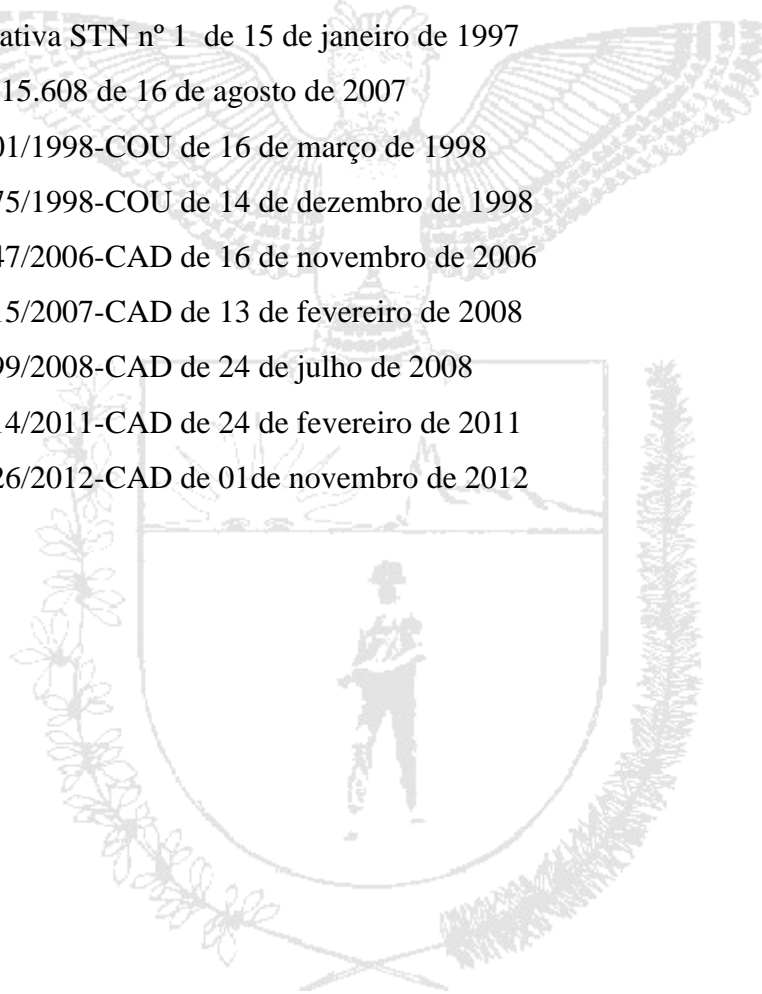 ativa STN nº 1 de 15 de janeiro de 1997
15.608 de 16 de agosto de 2007
01/1998-COU de 16 de março de 1998
75/1998-COU de 14 de dezembro de 1998
47/2006-CAD de 16 de novembro de 2006
15/2007-CAD de 13 de fevereiro de 2008
99/2008-CAD de 24 de julho de 2008
14/2011-CAD de 24 de fevereiro de 2011
26/2012-CAD de 01de novembro de 2012